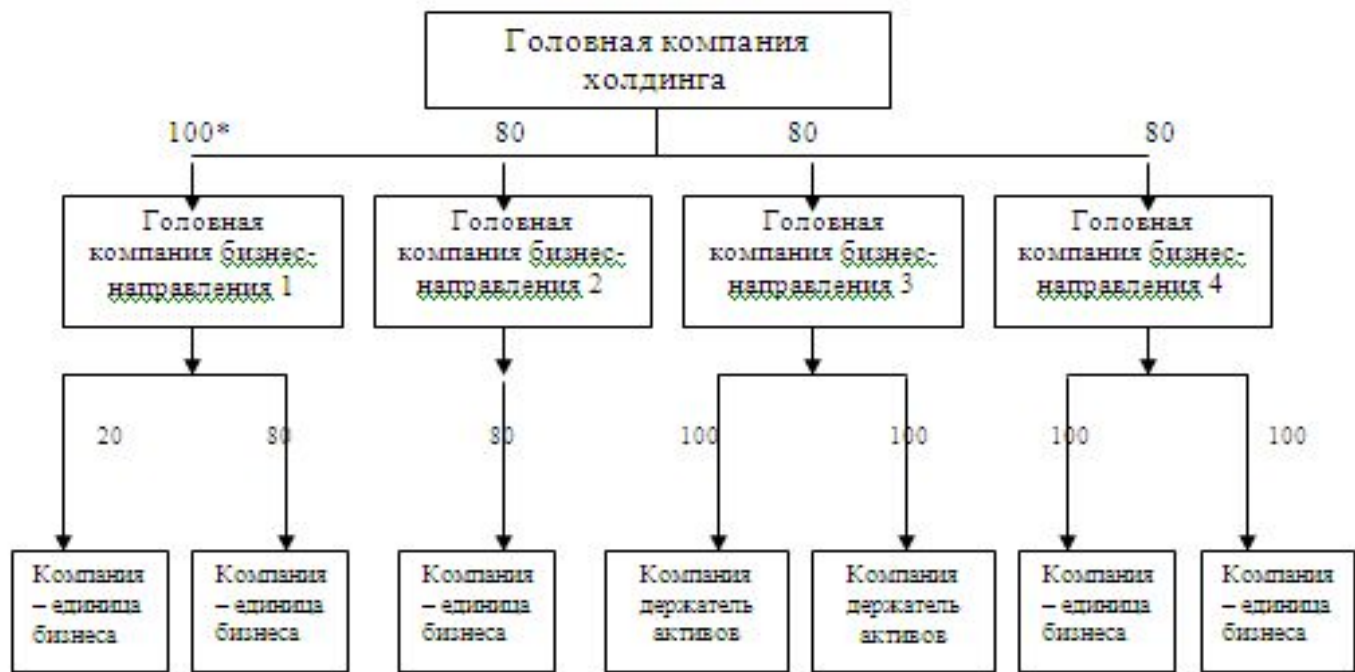 Головная компания
холдинга
100*
80
80
80
Головная
компания бизнес-
направления 1
Головная
компания бизнес-
направления 2
Головная
компания бизнес-
направления 3
Головная
компания бизнес-
направления 4
20
80
80
100
100
100
100
Компания
– единица
бизнеса
Компания
– единица
бизнеса
Компания
– единица
бизнеса
Компания
держатель
активов
Компания
держатель
активов
Компания
– единица
бизнеса
Компания
– единица
бизнеса